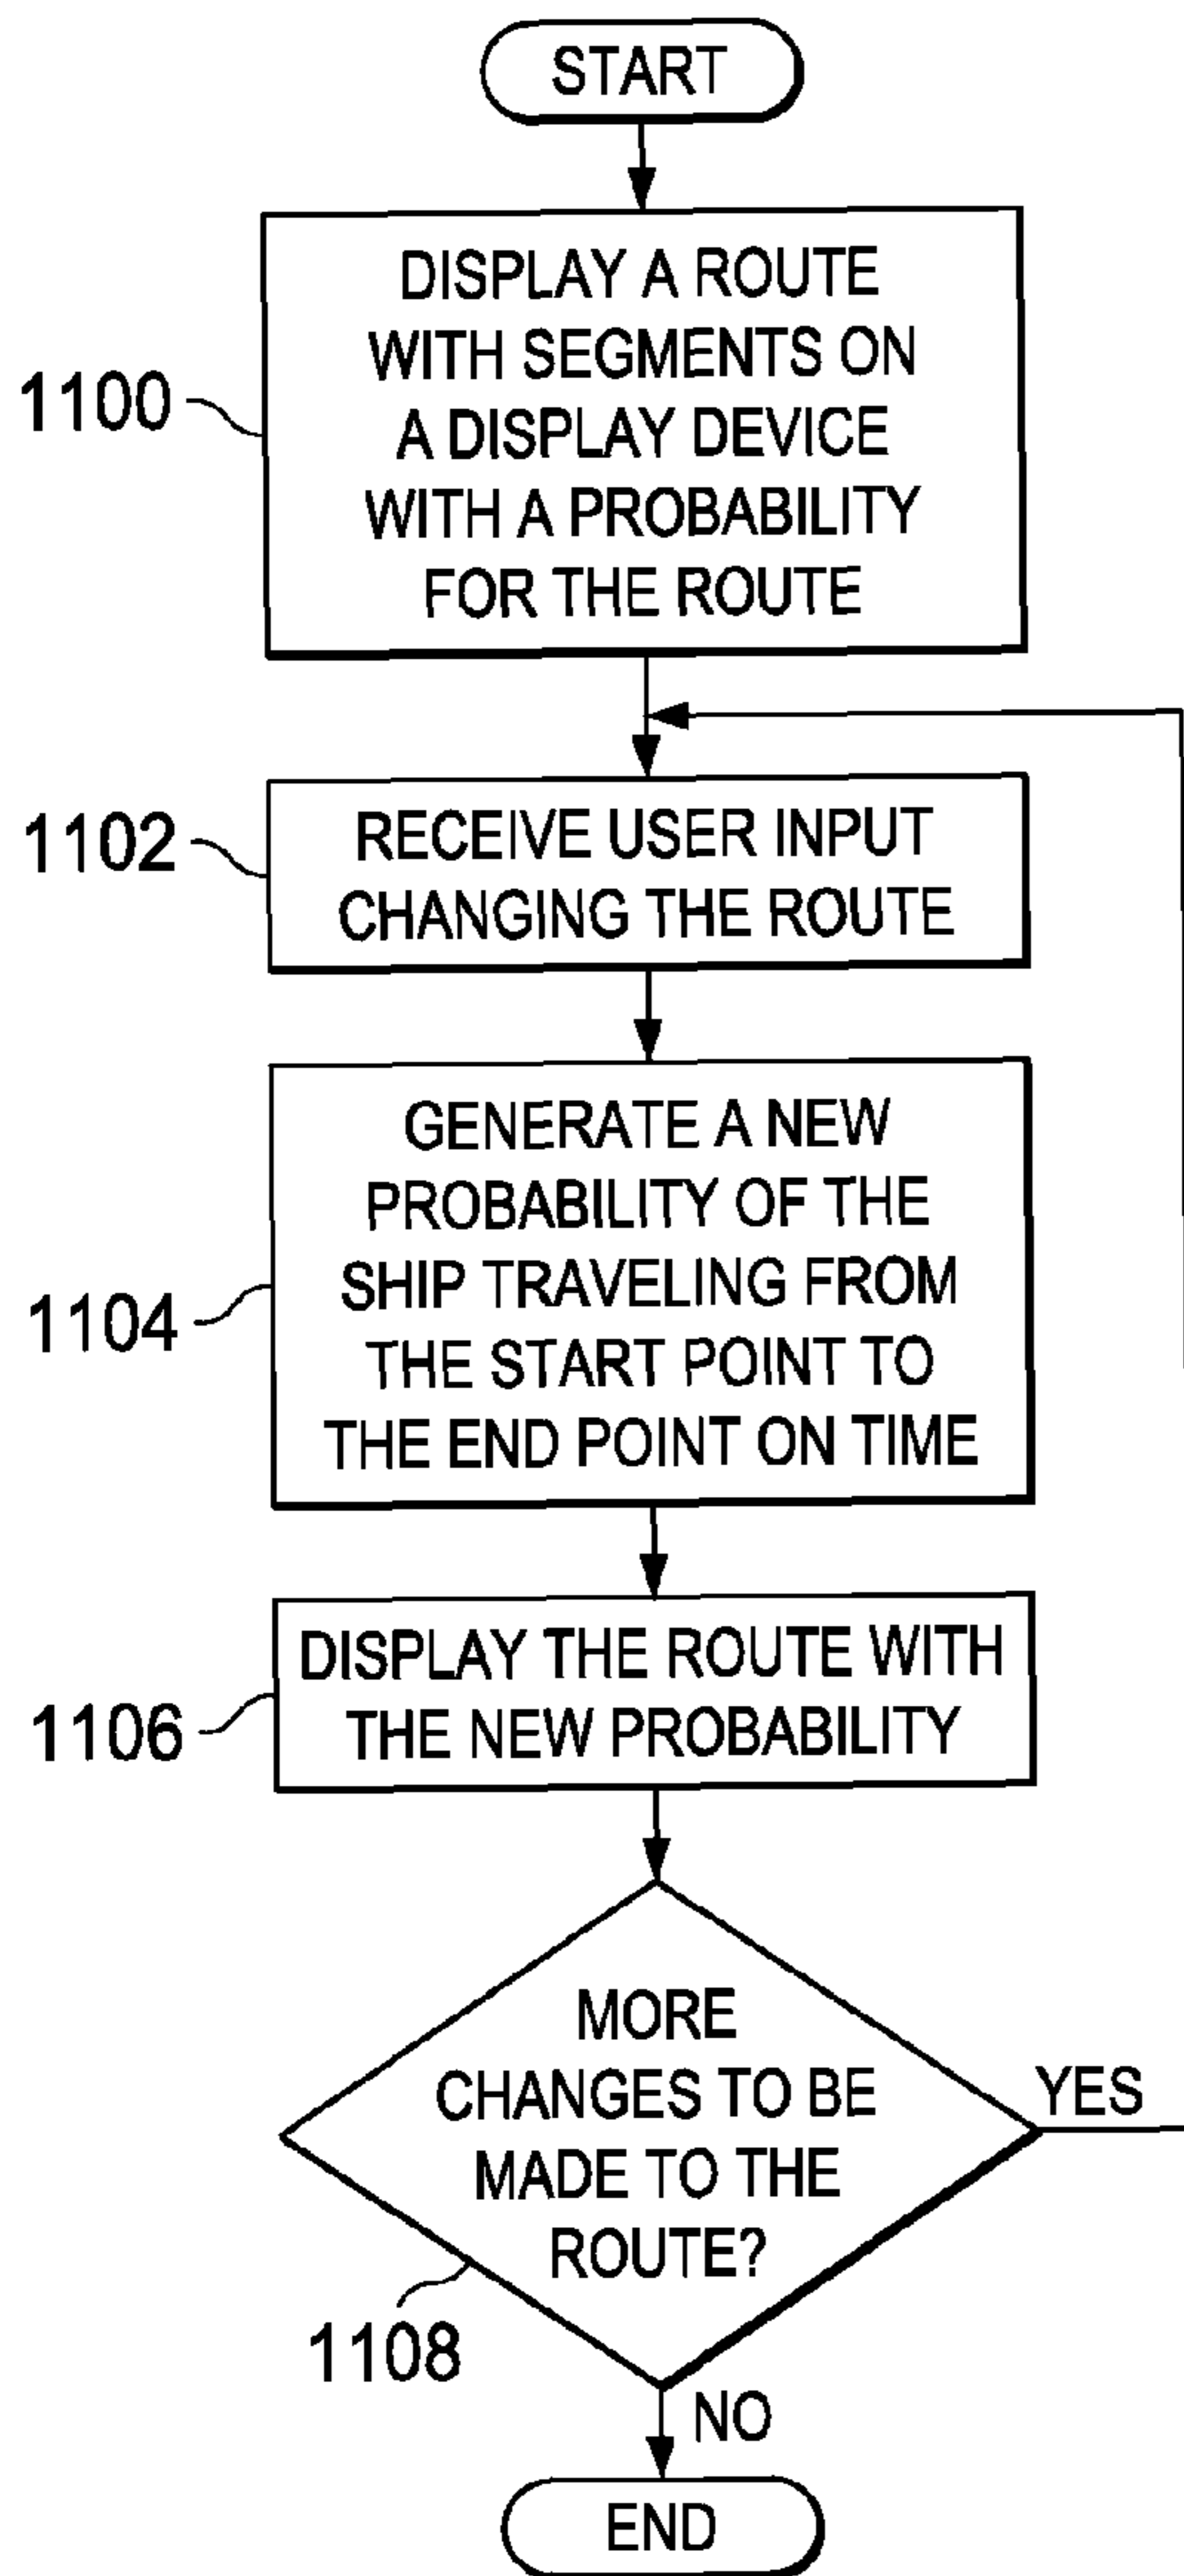 START
DISPLAY A ROUTE
WITH SEGMENTS ON
A DISPLAY DEVICE
WITH A PROBABILITY
FOR THE ROUTE
1100
RECEIVE USER INPUT
CHANGING THE ROUTE
1102
GENERATE A NEW
PROBABILITY OF THE
SHIP TRAVELING FROM
THE START POINT TO
THE END POINT ON TIME
1104
DISPLAY THE ROUTE WITH
THE NEW PROBABILITY
1106
MORE
CHANGES TO BE
MADE TO THE
ROUTE?
YES
1108
NO
END